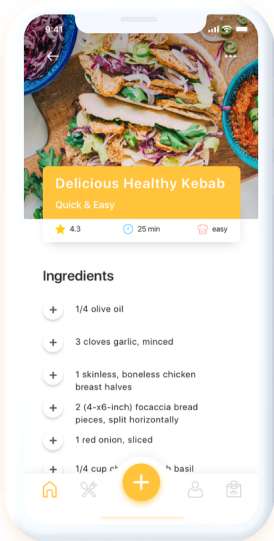 9:41
Delicious Healthy Kebab
Quick & Easy
4.3 25 min easy
Ingredients
1/4 olive oil
3 cloves garlic, minced
1 skinless, boneless chicken
breast halves
2 (4-x6-inch) focaccia bread
pieces, split horizontally
1 red onion, sliced
1/4 cup basil